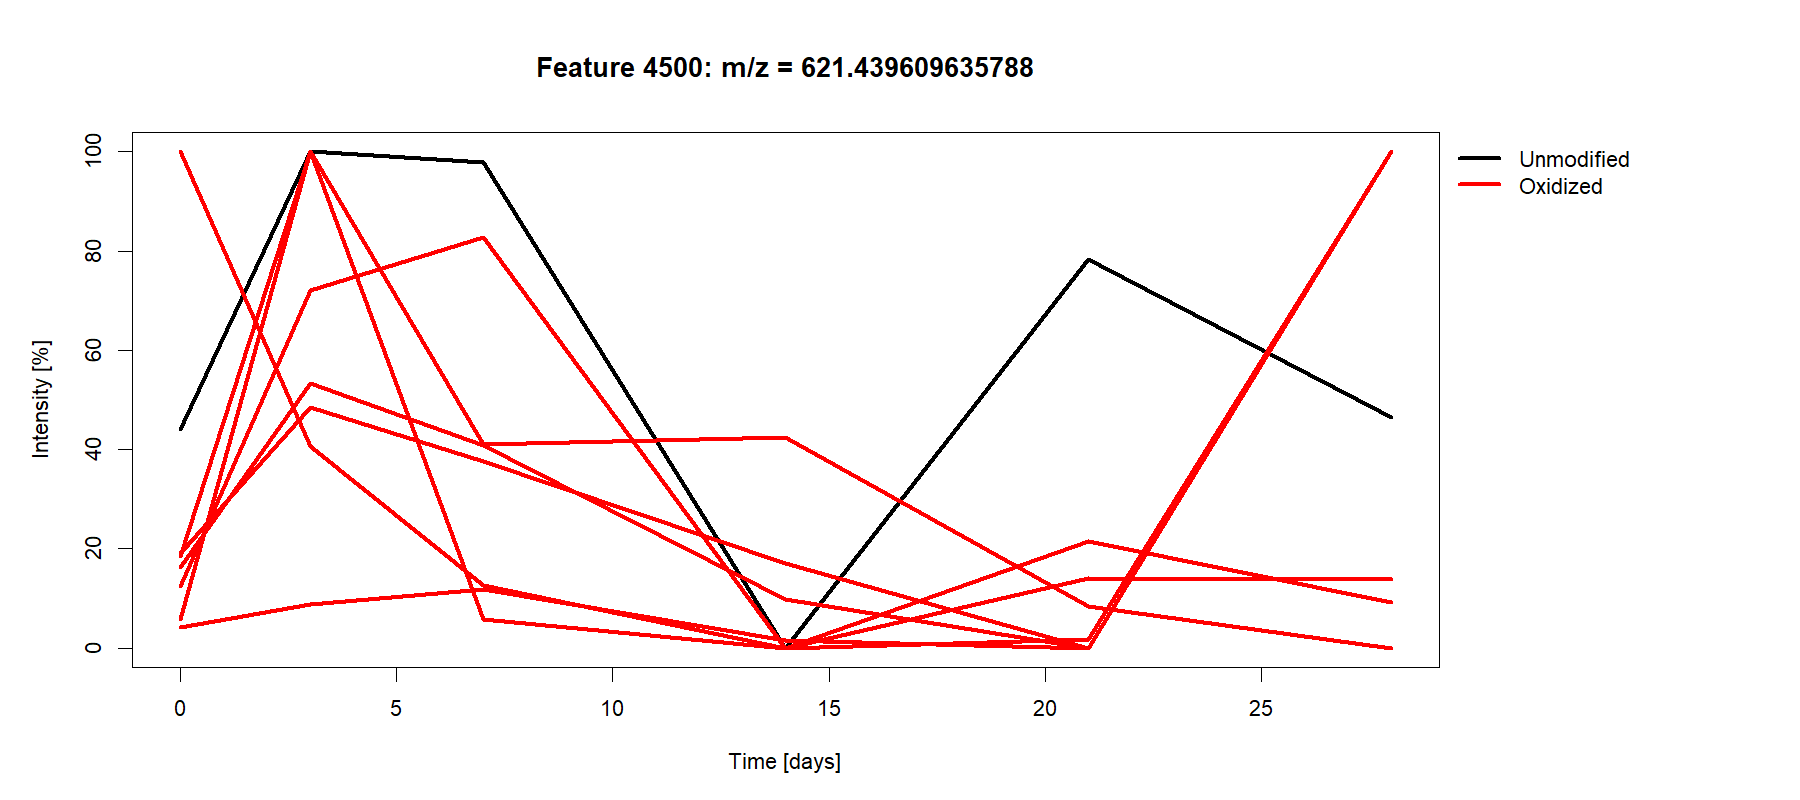 Feature 4500: m/z = 621.439609635788
Unmodified
Oxidized
Intensity [%]
100
80
60
40
20
0
0 5 10 15 20 25
Time [days]